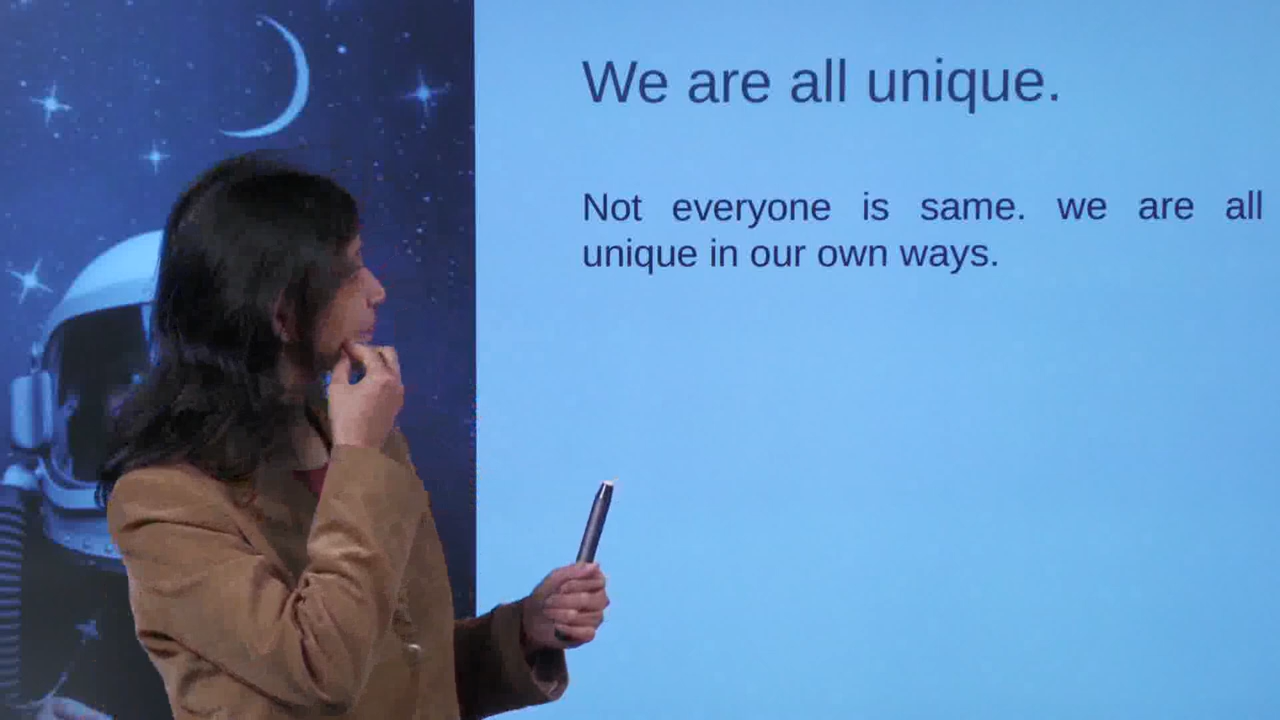 We are all unique.
Not everyone is same. we are all
unique in our own ways.